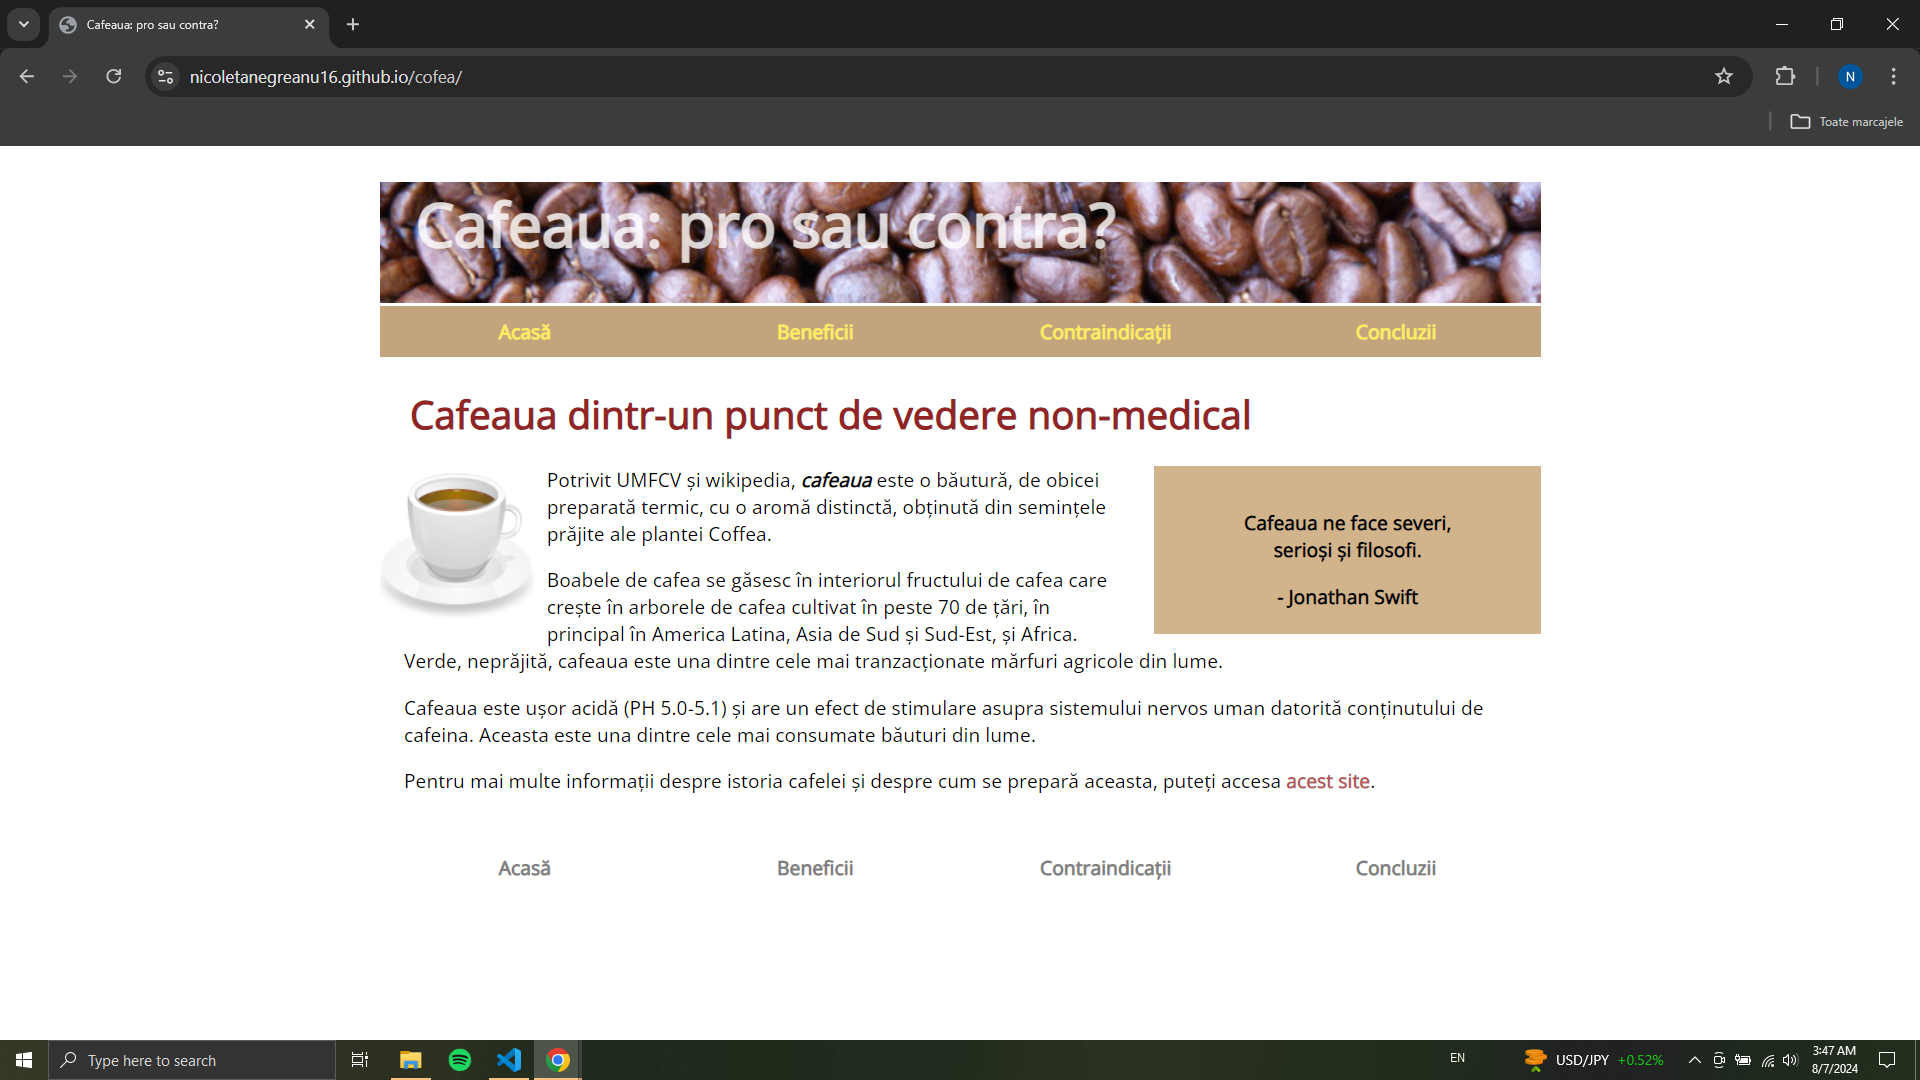 Cafeaua: pro sau contra?
nicoletanegreanu16.github.io/cofea/
N
Toate marcajele
Cafeaua: pro sau contra?
Acasă Beneficii Contraindicații Concluzii
Cafeaua dintr-un punct de vedere non-medical
Potrivit UMFCV și wikipedia, cafeaua este o băutură, de obicei
preparată termic, cu o aromă distinctă, obținută din semințele
prăjite ale plantei Coffea.
Boabele de cafea se găsesc în interiorul fructului de cafea care
crește în arborele de cafea cultivat în peste 70 de țări, în
principal în America Latina, Asia de Sud și Sud-Est, și Africa.
Verde, neprăjită, cafeaua este una dintre cele mai tranzacționate mărfuri agricole din lume.
Cafeaua ne face severi,
serioși și filosofi.
- Jonathan Swift
Cafeaua este ușor acidă (PH 5.0-5.1) și are un efect de stimulare asupra sistemului nervos uman datorită conținutului de
cafeina. Aceasta este una dintre cele mai consumate băuturi din lume.
Pentru mai multe informații despre istoria cafelei și despre cum se prepară aceasta, puteți accesa acest site.
Acasă Beneficii Contraindicații Concluzii
Type here to search
EN
USD/JPY +0.52%
3:47 AM
8/7/2024